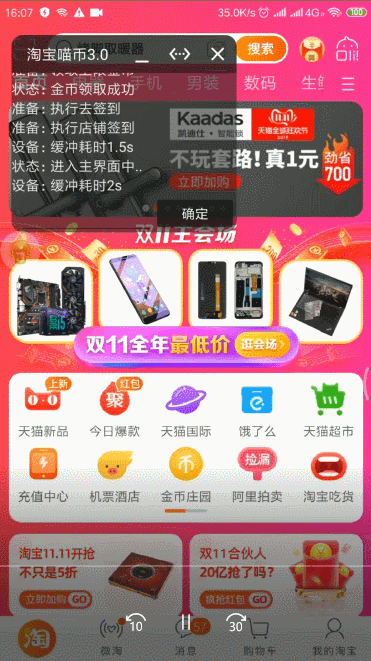 16:07
35.0K/s
4G
100
淘宝喵币3.0
搜索
Oli!
手机
男装
数码
生鲜
状态：金币领取成功
准备：执行去签到
准备：执行店铺签到
设备：缓冲耗时1.5s
状态：进入主界面中..
设备：缓冲耗时2s
确定
Kaadas
凯迪仕·智能锁
天猫全球狂欢节
不玩套路！真1元
立即加购
劲省
700
双11主会场
双11全年最低价
逛会场
上新
红包
聚
天猫新品
今日爆款
天猫国际
饿了么
天猫超市
币
捡漏
充值中心
机票酒店
金币庄园
阿里拍卖
淘宝吃货
淘宝11.11开抢
不只是5折
立即加购 GO
双11合伙人
20亿抢了吗？
疯抢红包 GO
10
30
57
淘
微淘
消息
购物车
我的淘宝